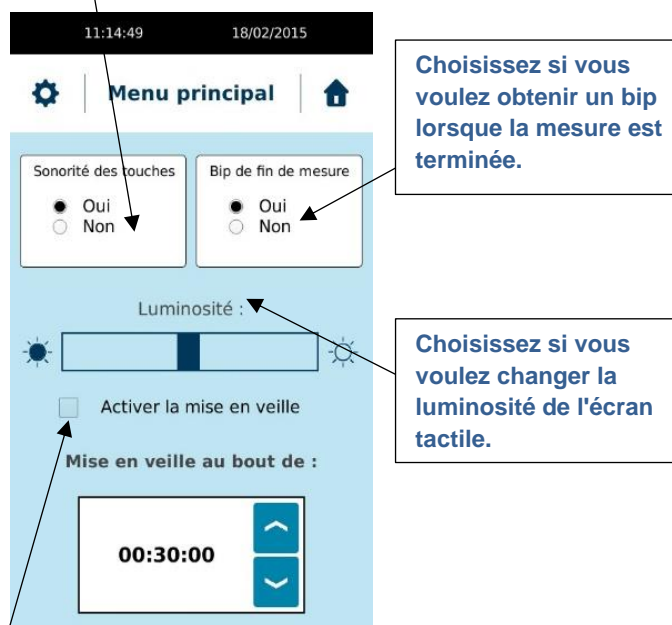 11:14:49 18/02/2015
Menu principal
Sonorité des touches
Oui
Non
Bip de fin de mesure
Oui
Non
Choisissez si vous
voulez obtenir un bip
lorsque la mesure est
terminée.
Luminosité :
Activer la mise en veille
Choisissez si vous
voulez changer la
luminosité de l'écran
tactile.
Mise en veille au bout de :
00:30:00